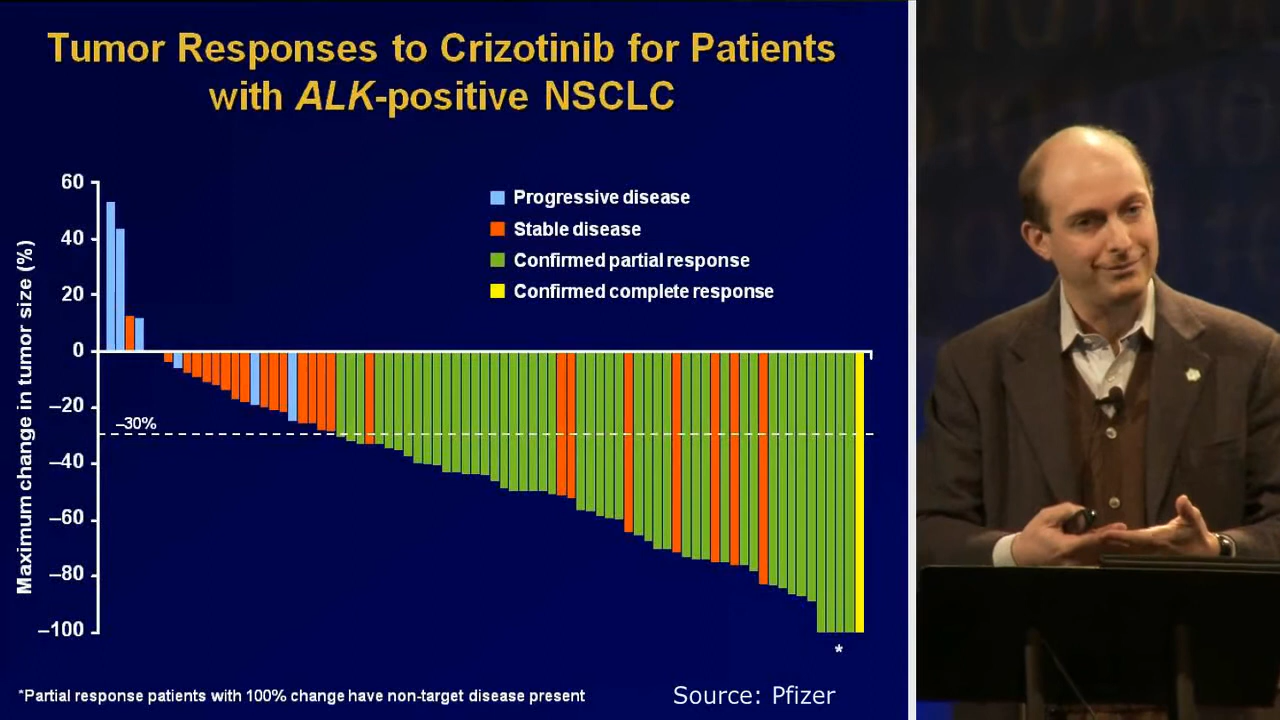 Tumor Responses to Crizotinib for Patients
with ALK-positive NSCLC
Maximum change in tumor size (%)
60
40
20
0
–20
–40
–60
–80
–100
–30%
Progressive disease
Stable disease
Confirmed partial response
Confirmed complete response
*
*Partial response patients with 100% change have non-target disease present
Source: Pfizer